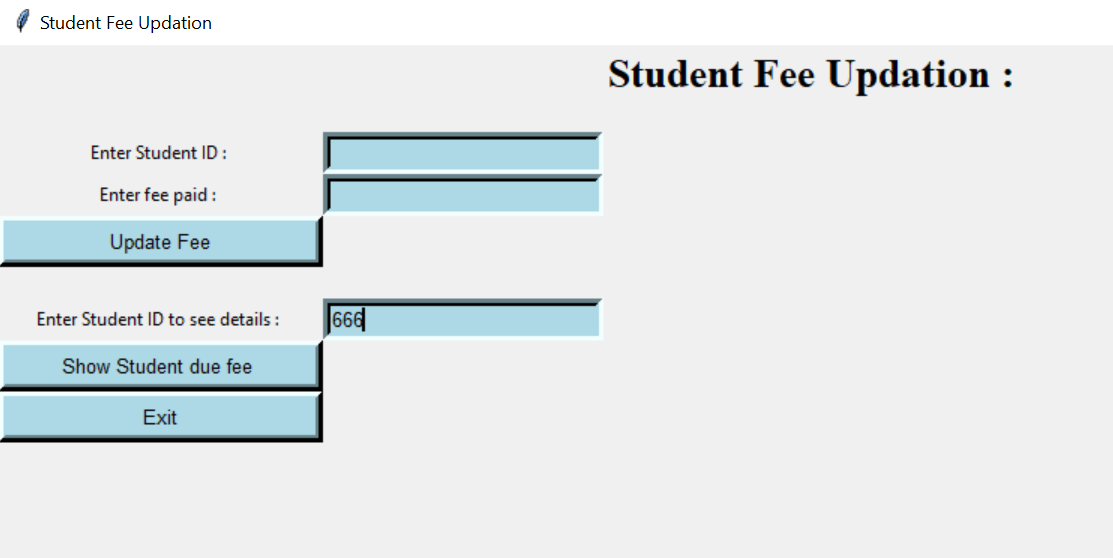 Student Fee Updation
Student Fee Updation :
Enter Student ID :
Enter fee paid :
Update Fee
Enter Student ID to see details :
666
Show Student due fee
Exit